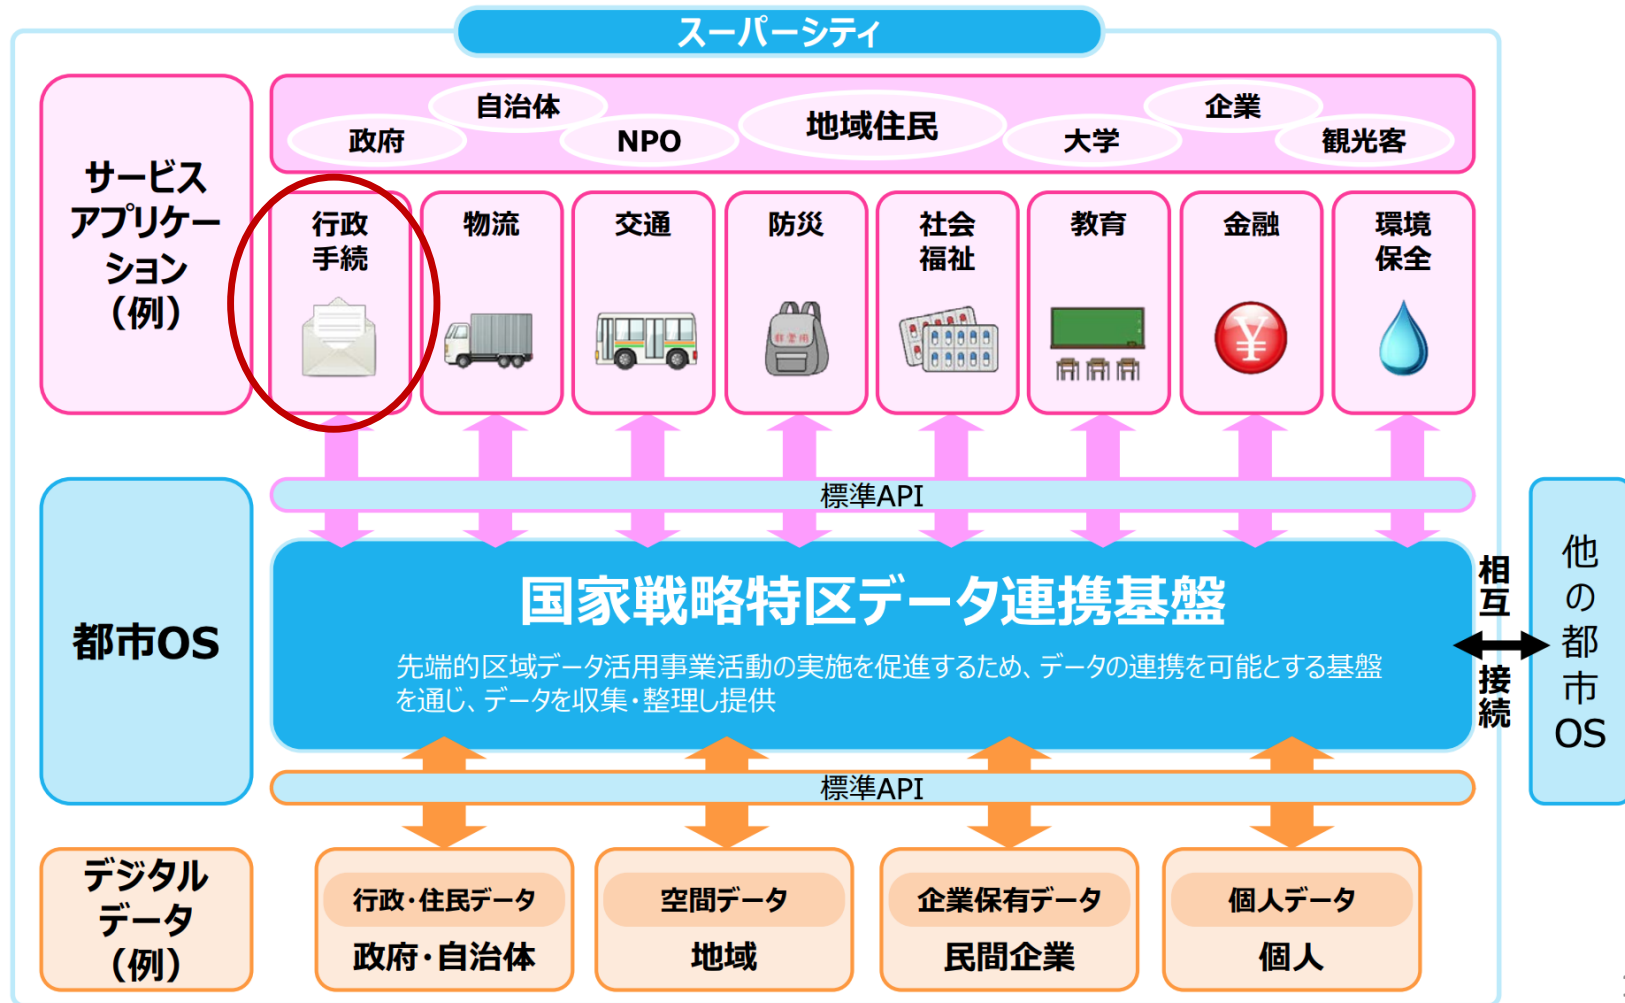 スーパーシティ
サービス
アプリケー
ション
（例）
政府
自治体
NPO
地域住民
大学
企業
観光客
行政
手続
物流
交通
防災
社会
福祉
教育
金融
環境
保全
標準API
都市OS
国家戦略特区データ連携基盤
先端的区域データ活用事業活動の実施を促進するため、データの連携を可能とする基盤
を通じ、データを収集・整理し提供
相互
接続
他の都市OS
標準API
デジタル
データ
（例）
行政・住民データ
政府・自治体
空間データ
地域
企業保有データ
民間企業
個人データ
個人